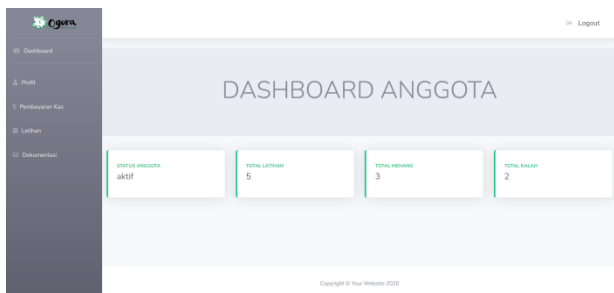 Ogura
Logout
Dashboard
Profil
Pembayaran Kas
Latihan
Dokumentasi
DASHBOARD ANGGOTA
STATUS ANGGOTA
aktif
TOTAL LATIHAN
5
TOTAL MENANG
3
TOTAL KALAH
2
Copyright © Your Website 2020